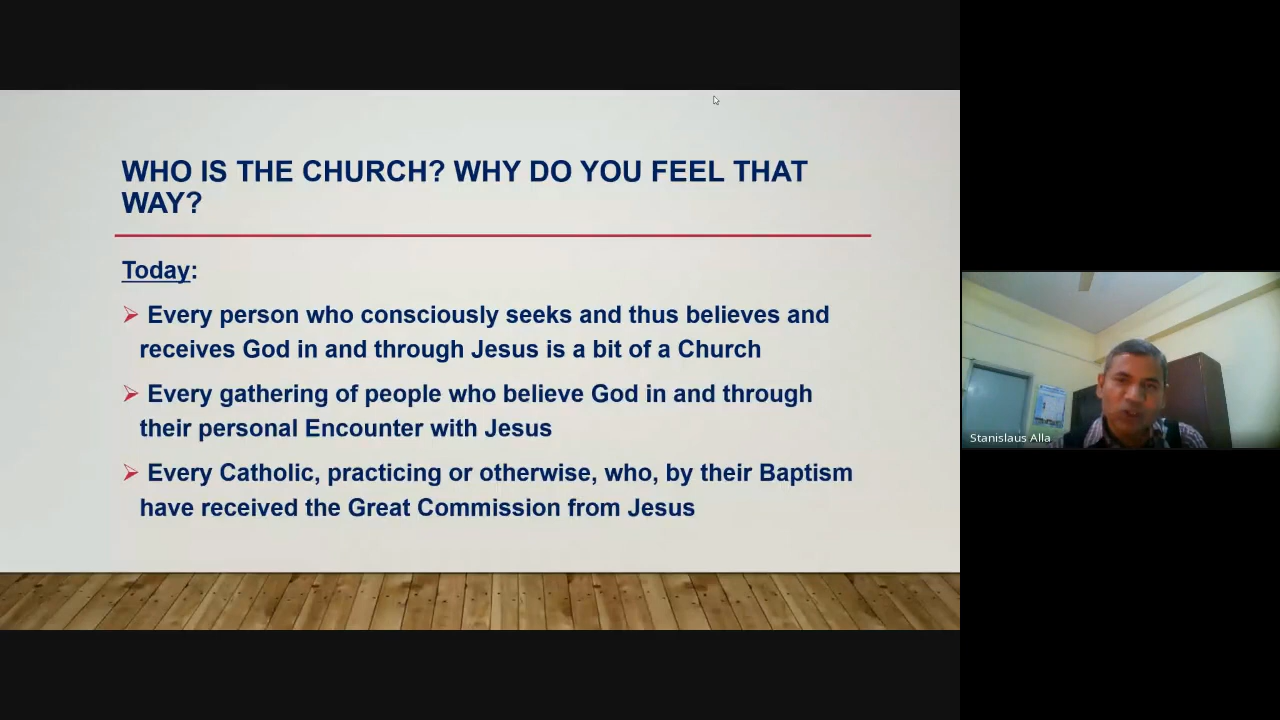 WHO IS THE CHURCH? WHY DO YOU FEEL THAT
WAY?
Today:
Every person who consciously seeks and thus believes and
receives God in and through Jesus is a bit of a Church
Every gathering of people who believe God in and through
their personal Encounter with Jesus
Every Catholic, practicing or otherwise, who, by their Baptism
have received the Great Commission from Jesus
Stanislaus Alla